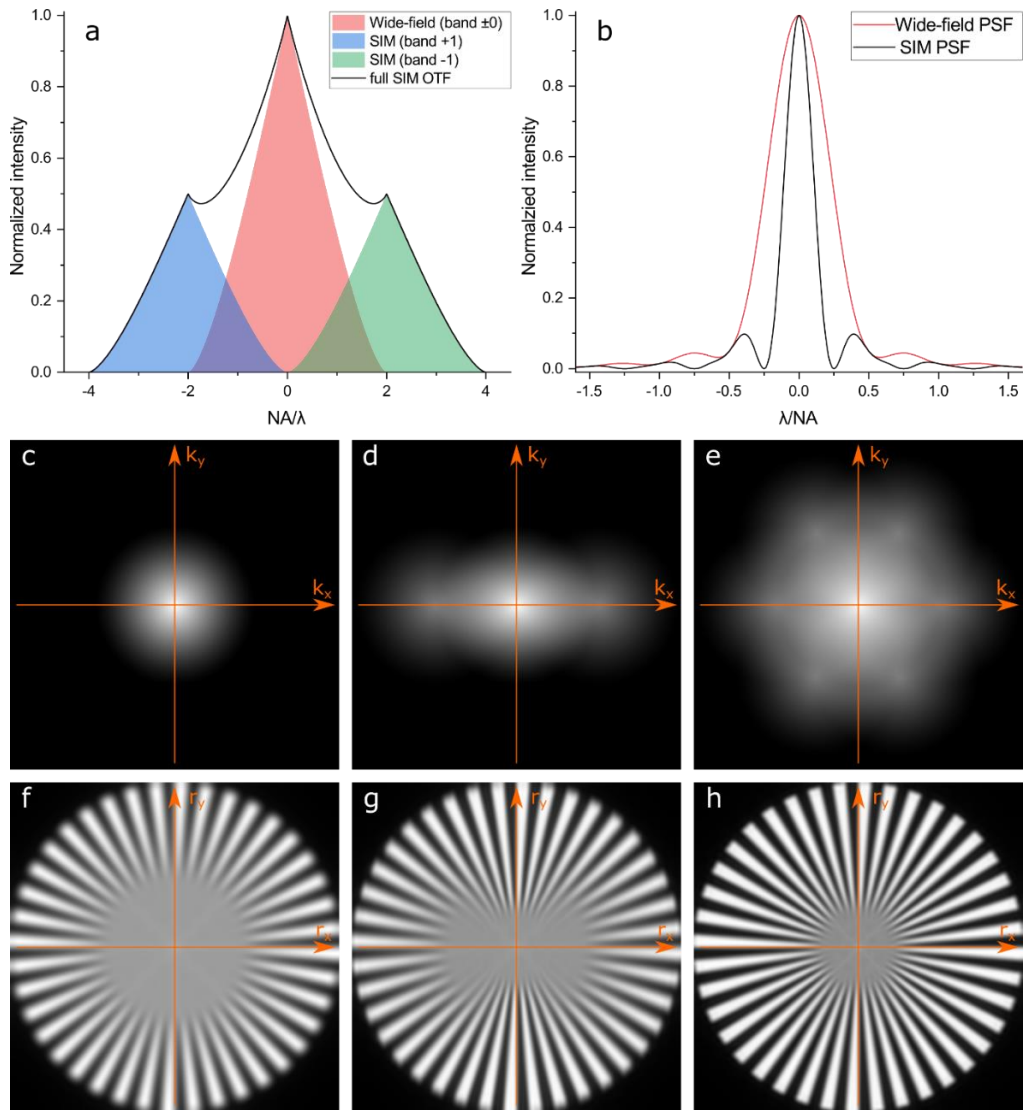 a
Wide-field (band ±0)
SIM (band +1)
SIM (band -1)
full SIM OTF
Normalized intensity
1.0
0.8
0.6
0.4
0.2
0.0
-4
-2
0
2
4
NA/λ
b
Wide-field PSF
SIM PSF
Normalzied intensity
1.0
0.8
0.6
0.4
0.2
0.0
-1.5
-1.0
-0.5
0.0
0.5
1.0
1.5
λ/NA
c
ky
kx
d
ky
kx
e
ky
kx
f
ry
rx
g
ry
rx
h
ry
rx